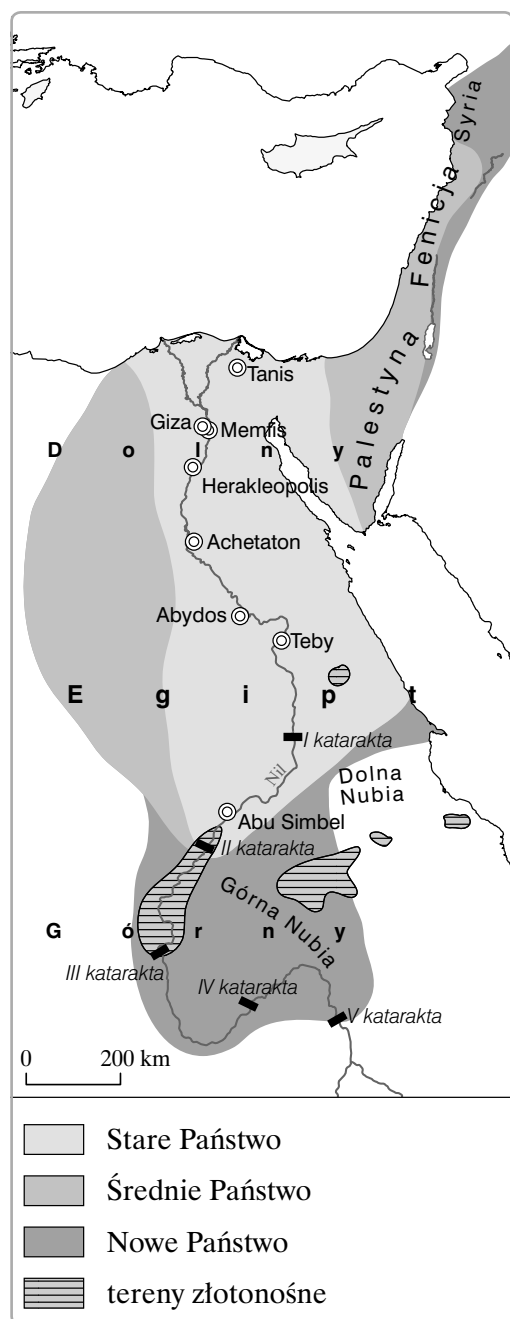 Syria
Fenicja
Palestyna
Tanis
Giza
Memfis
D o l n y
Herakleopolis
Achetaton
Abydos
Teby
E g i p t
I katarakta
Nil
Dolna
Nubia
Abu Simbel
II katarakta
Górna Nubia
G ó r n y
III katarakta
IV katarakta
V katarakta
0 200 km
Stare Państwo
Średnie Państwo
Nowe Państwo
tereny złotonośne